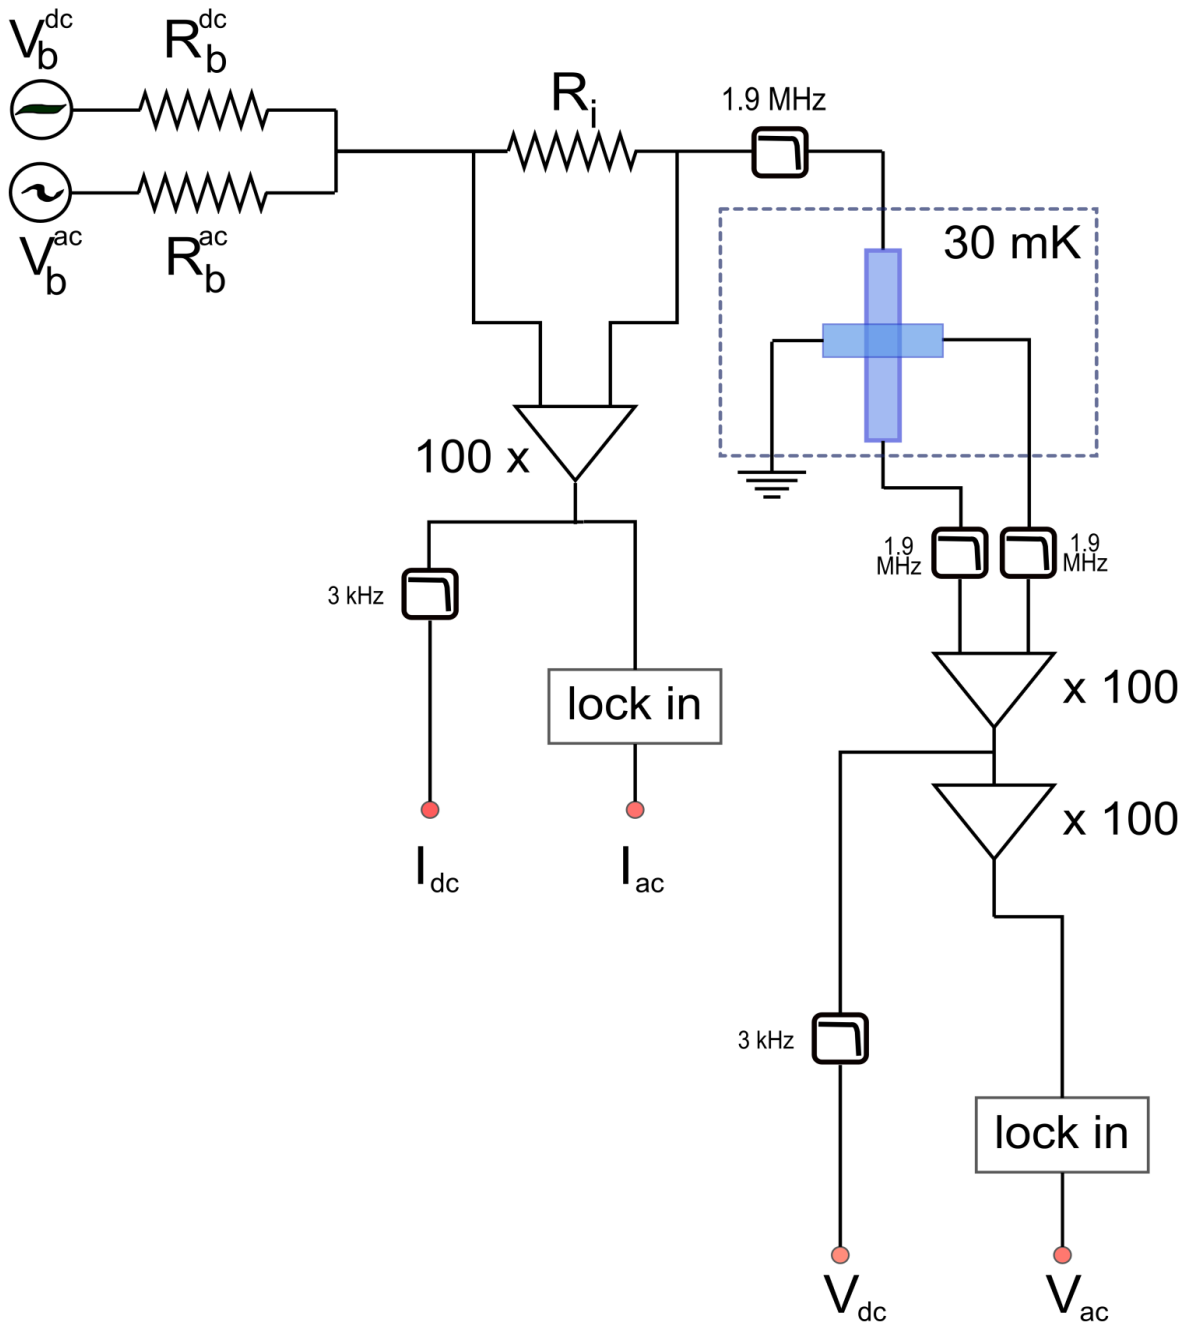 V_b^dc
R_b^dc
R_i
1.9 MHz
V_b^ac
R_b^ac
30 mK
100 x
1.9
MHz
1.9
MHz
3 kHz
lock in
x 100
x 100
I_dc
I_ac
3 kHz
lock in
V_dc
V_ac